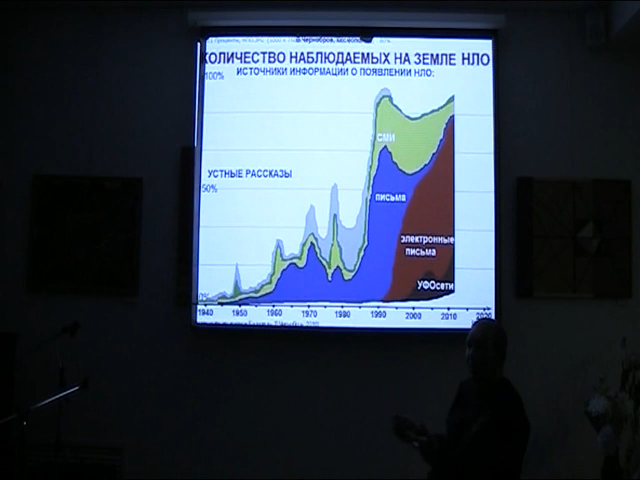 КОЛИЧЕСТВО НАБЛЮДАЕМЫХ НА ЗЕМЛЕ НЛО
ИСТОЧНИКИ ИНФОРМАЦИИ О ПОЯВЛЕНИИ НЛО:
100%
СМИ
УСТНЫЕ РАССКАЗЫ
50%
письма
электронные
письма
УФОсети
1940 1950 1960 1970 1980 1990 2000 2010 2020